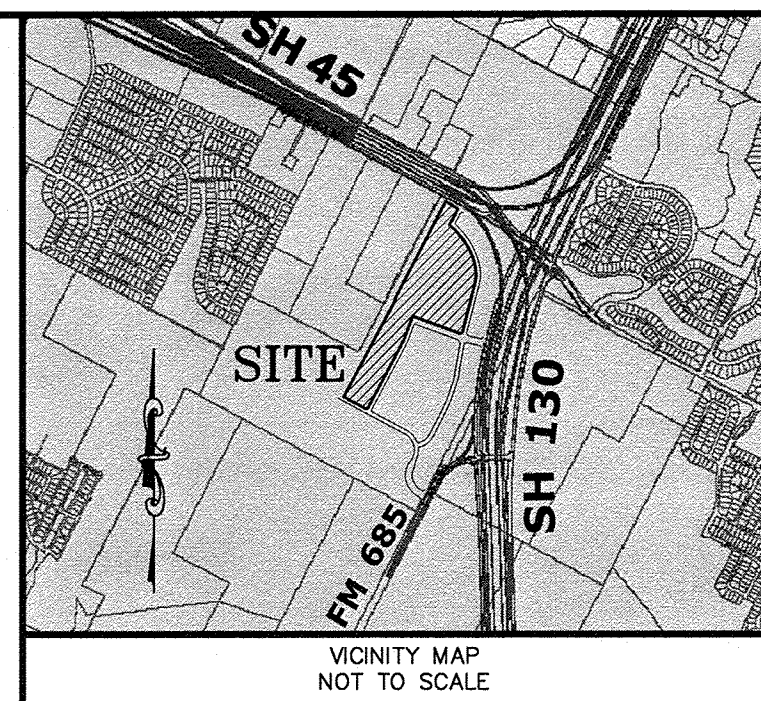 SH 45
SITE
SH 130
FM 685
VICINITY MAP
NOT TO SCALE